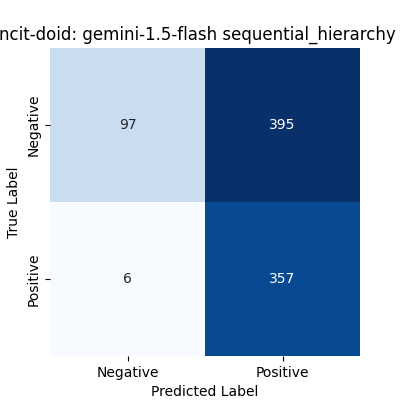 ncit-doid: gemini-1.5-flash sequential_hierarchy
True Label
Negative
97
395
Positive
6
357
Negative
Positive
Predicted Label